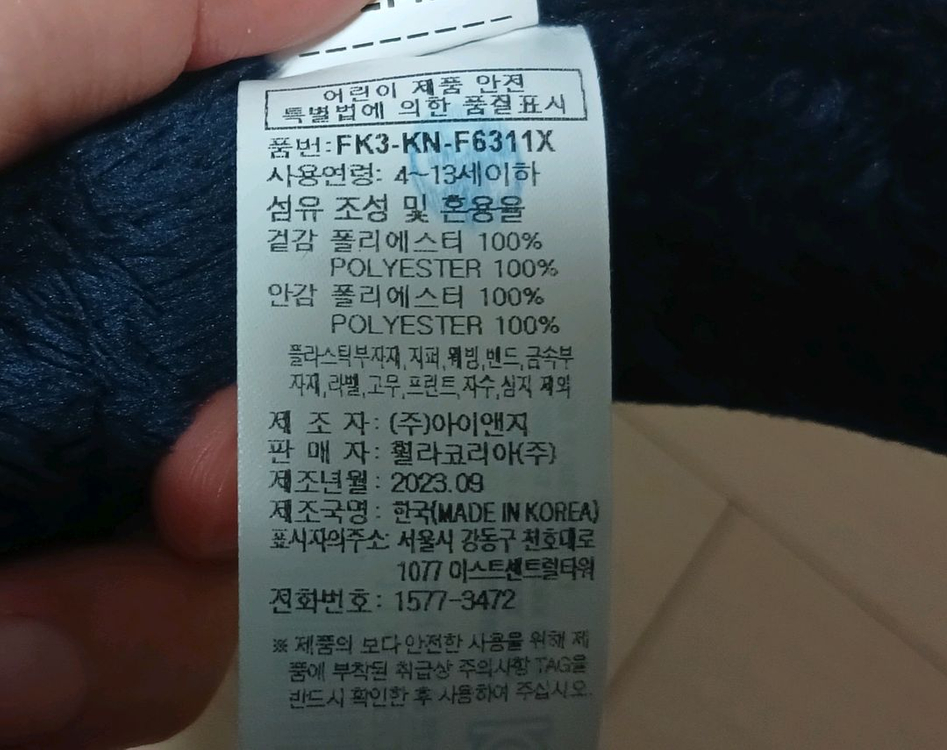 어린이 제품 안전
특별법에 의한 품질표시
품번:FK3-KN-F6311X
사용연령: 4~13세이하
섬유 조성 및 혼용율
겉감 폴리에스터 100%
POLYESTER 100%
안감 폴리에스터 100%
POLYESTER 100%
플라스틱부자재,지퍼,웨빙,밴드,금속부
자재,라벨,고무,프린트,자수,심지 제외
제 조 자: (주)아이앤지
판 매 자: 휠라코리아(주)
제조년월: 2023.09
제조국명: 한국(MADE IN KOREA)
표시자의주소: 서울시 강동구 천호대로
1077 이스트센트럴타워
전화번호: 1577-3472
※ 제품의 보다 안전한 사용을 위해 제
품에 부착된 취급상 주의사항 TAG을
반드시 확인한 후 사용하여 주십시오.